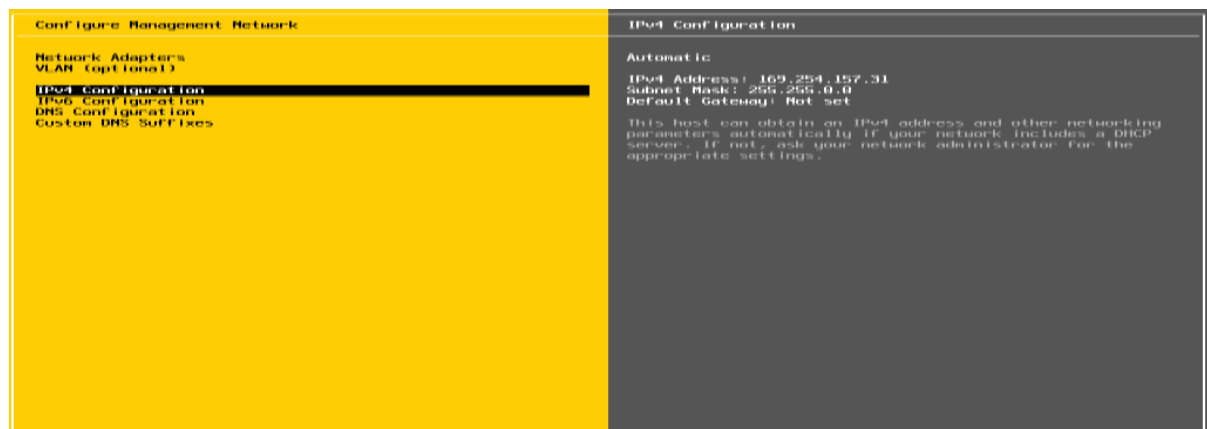 Configure Management Network
Network Adapters
VLAN (optional)
IPv4 Configuration
IPv6 Configuration
DNS Configuration
Custom DNS Suffixes
IPv4 Configuration
Automatic
IPv4 Address: 169.254.157.31
Subnet Mask: 255.255.0.0
Default Gateway: Not set
This host can obtain an IPv4 address and other networking
parameters automatically if your network includes a DHCP
server. If not, ask your network administrator for the
appropriate settings.